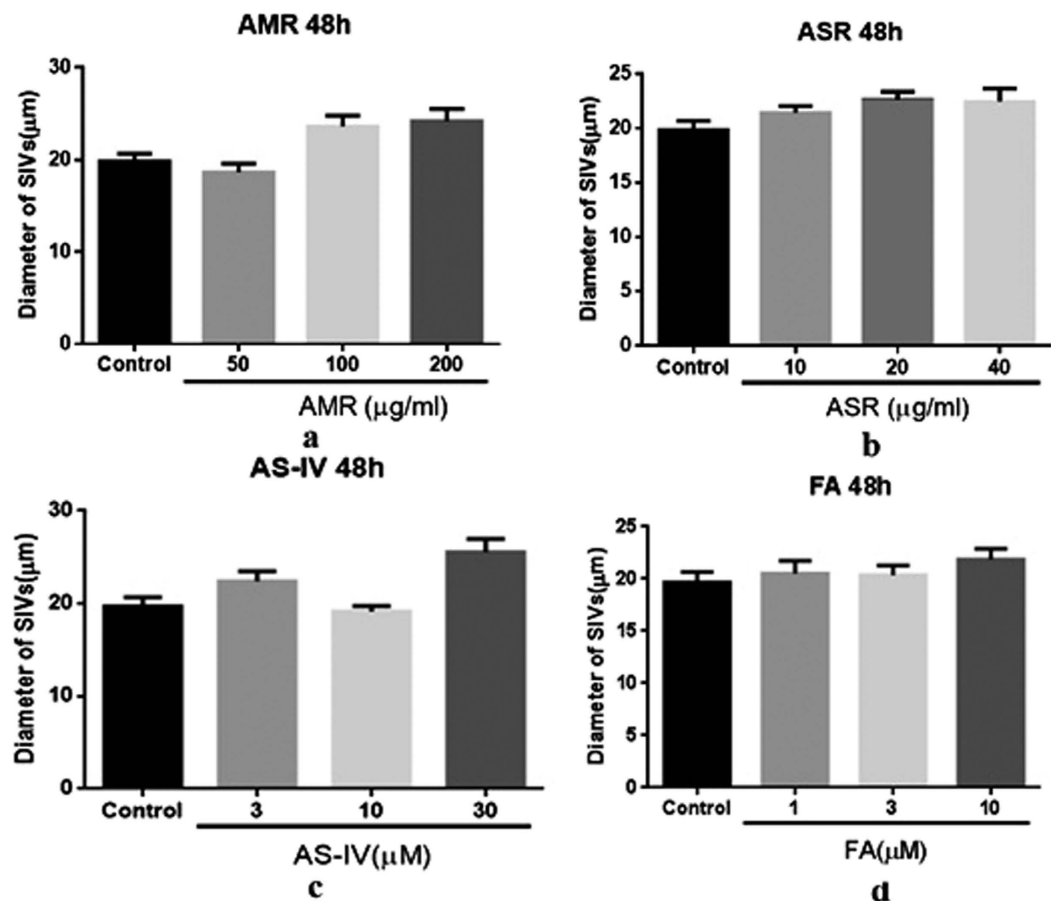 AMR 48h
Diameter of SIVs(μm)
30
20
10
0
Control 50 100 200
AMR (μg/ml)
a
ASR 48h
Diameter of SIVs(μm)
25
20
15
10
5
0
Control 10 20 40
ASR (μg/ml)
b
AS-IV 48h
Diameter of SIVs(μm)
30
20
10
0
Control 3 10 30
AS-IV(μM)
c
FA 48h
Diameter of SIVs(μm)
25
20
15
10
5
0
Control 1 3 10
FA(μM)
d